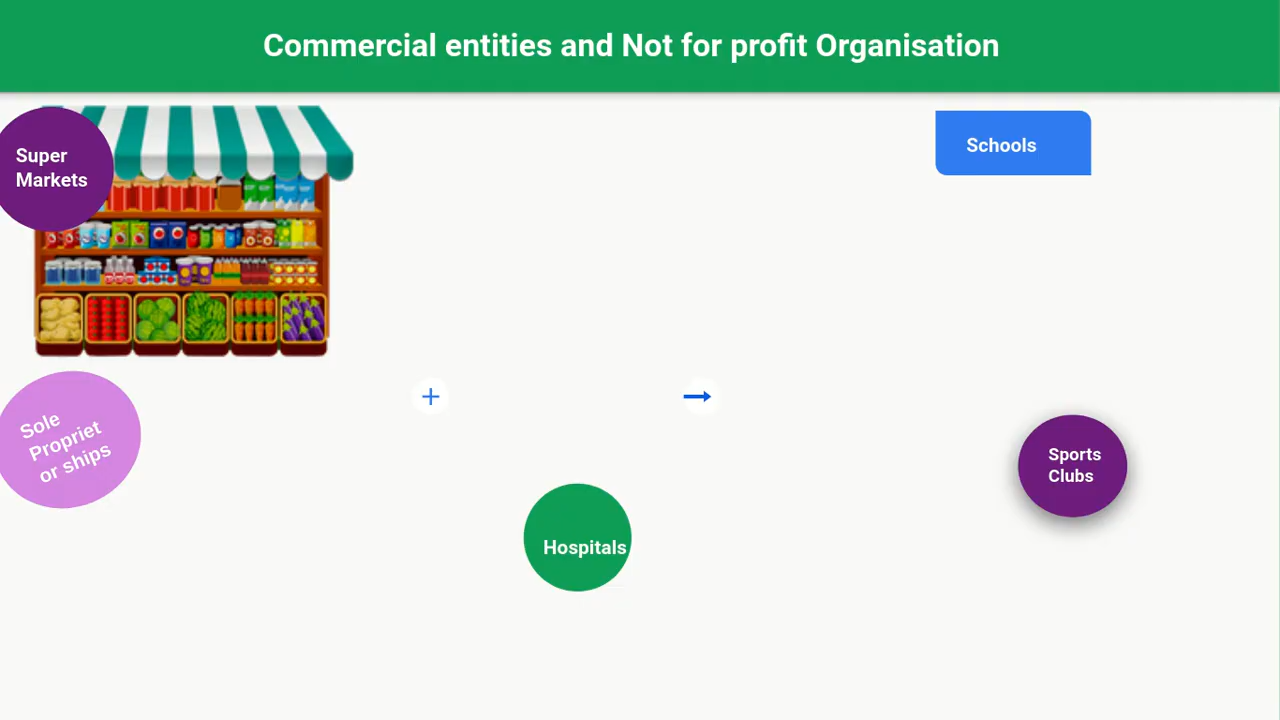 Commercial entities and Not for profit Organisation
Super
Markets
Schools
Sole
Propriet
or ships
Sports
Clubs
Hospitals